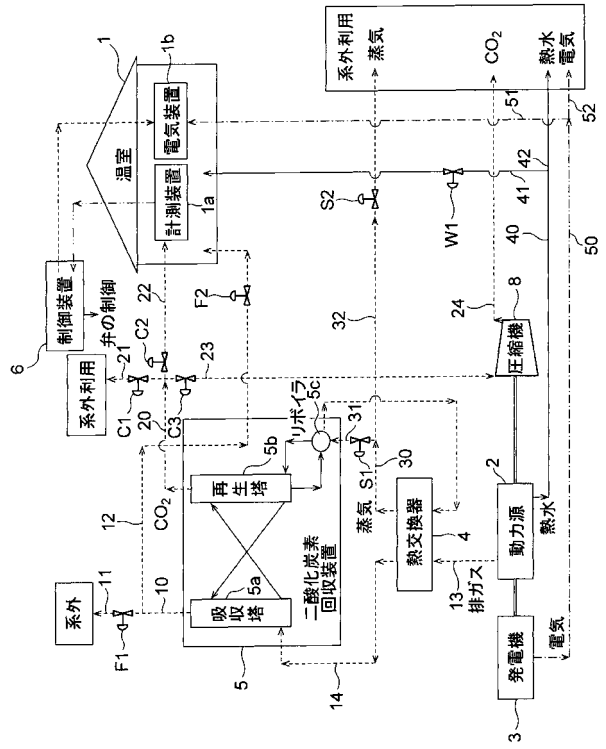 系外
F1
11
10
12
系外利用
21
C1
C2
C3
20
22
23
CO₂
6
制御装置
弁の制御
F2
温室
1
計測装置
1a
電気装置
1b
5
吸収塔
5a
再生塔
5b
リボイラ
5c
二酸化炭素
回収装置
14
蒸気
S1
31
30
32
S2
熱交換器
4
13
排ガス
3
発電機
電気
動力源
2
熱水
圧縮機
8
24
40
50
41
42
W1
51
52
系外利用
蒸気
CO₂
熱水
電気